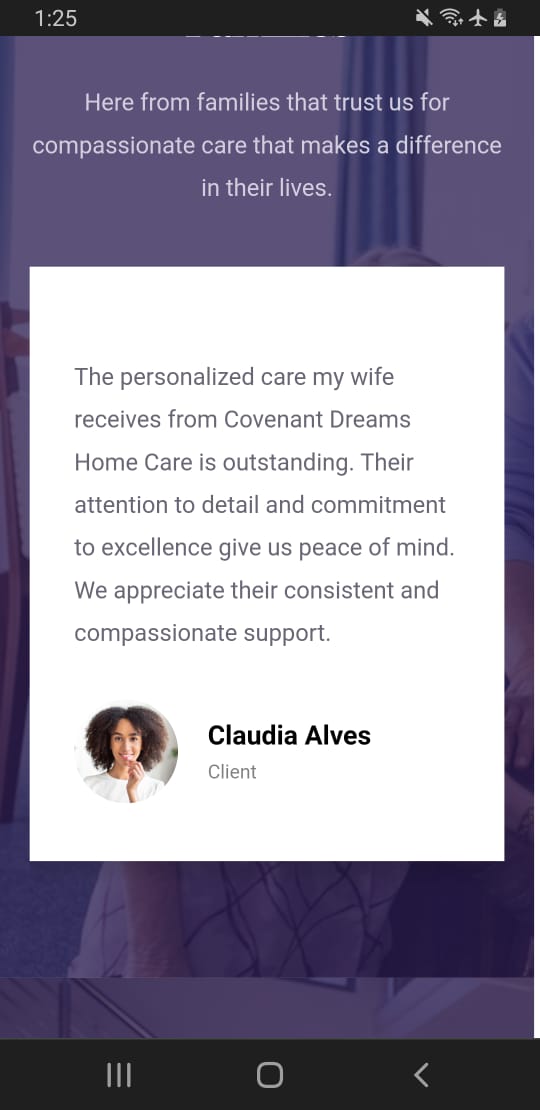 1:25
Here from families that trust us for
compassionate care that makes a difference
in their lives.
The personalized care my wife
receives from Covenant Dreams
Home Care is outstanding. Their
attention to detail and commitment
to excellence give us peace of mind.
We appreciate their consistent and
compassionate support.
Claudia Alves
Client